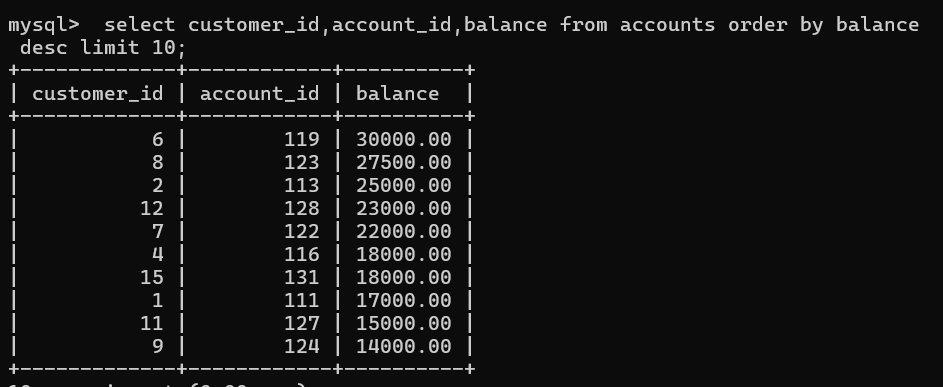 mysql>  select customer_id,account_id,balance from accounts order by balance
 desc limit 10;
+-------------+------------+----------+
| customer_id | account_id | balance  |
+-------------+------------+----------+
|           6 |        119 | 30000.00 |
|           8 |        123 | 27500.00 |
|           2 |        113 | 25000.00 |
|          12 |        128 | 23000.00 |
|           7 |        122 | 22000.00 |
|           4 |        116 | 18000.00 |
|          15 |        131 | 18000.00 |
|           1 |        111 | 17000.00 |
|          11 |        127 | 15000.00 |
|           9 |        124 | 14000.00 |
+-------------+------------+----------+